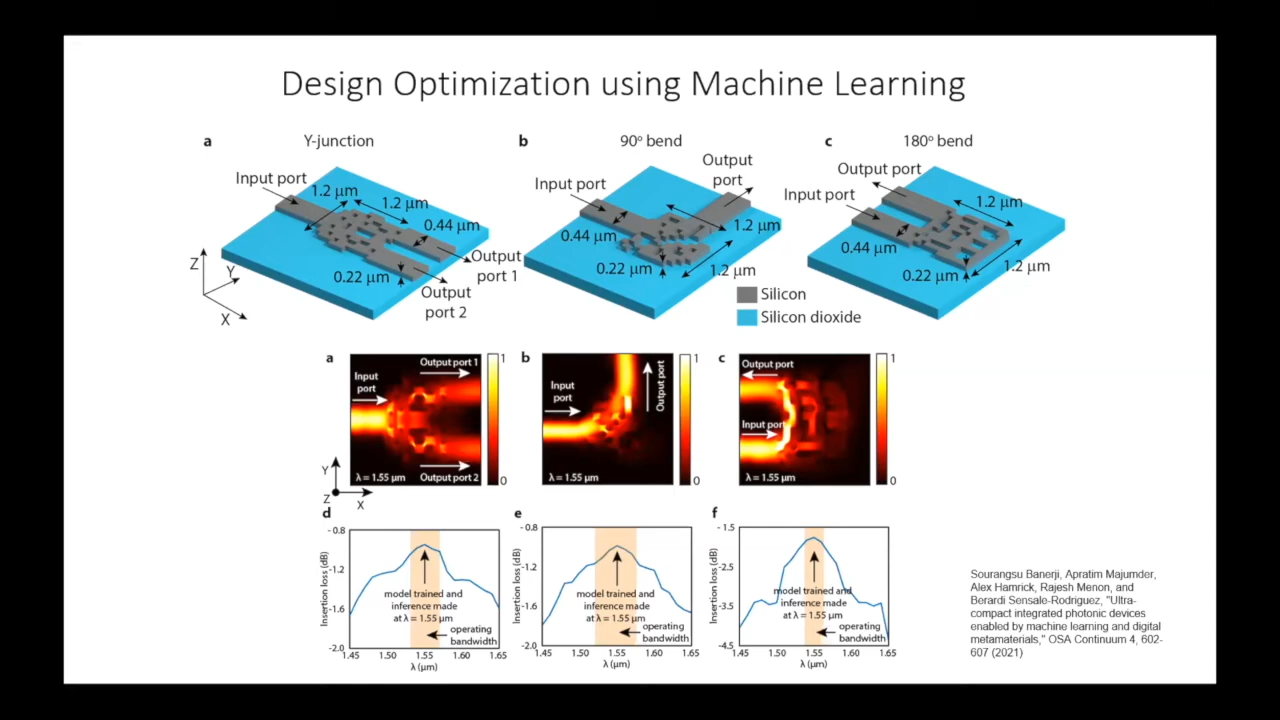 Design Optimization using Machine Learning
a
Y-junction
Input port
1.2 μm
1.2 μm
0.44 μm
0.22 μm
Output
port 1
Output
port 2
Z
Y
X
b
90º bend
Input port
Output
port
0.44 μm
1.2 μm
0.22 μm
1.2 μm
c
180º bend
Output port
Input port
1.2 μm
0.44 μm
0.22 μm
1.2 μm
Silicon
Silicon dioxide
a
Input
port
Output port 1
Output port 2
λ = 1.55 μm
1
0
Y
Z
X
b
Input
port
Output port
λ = 1.55 μm
1
0
c
Output port
Input port
λ = 1.55 μm
1
0
d
Insertion loss (dB)
- 0.8
-1.2
-1.6
-2.0
model trained and
inference made
at λ = 1.55 μm
operating
bandwidth
1.45 1.50 1.55 1.60 1.65
λ (μm)
e
Insertion loss (dB)
- 0.8
-1.2
-1.6
-2.0
model trained and
inference made
at λ = 1.55 μm
operating
bandwidth
1.45 1.50 1.55 1.60 1.65
λ (μm)
f
Insertion loss (dB)
- 1.5
-2.5
-3.5
-4.5
model trained and
inference made
at λ = 1.55 μm
operating
bandwidth
1.45 1.50 1.55 1.60 1.65
λ (μm)
Sourangsu Banerji, Apratim Majumder,
Alex Hamrick, Rajesh Menon, and
Berardi Sensale-Rodriguez, "Ultra-
compact integrated photonic devices
enabled by machine learning and digital
metamaterials," OSA Continuum 4, 602-
607 (2021)